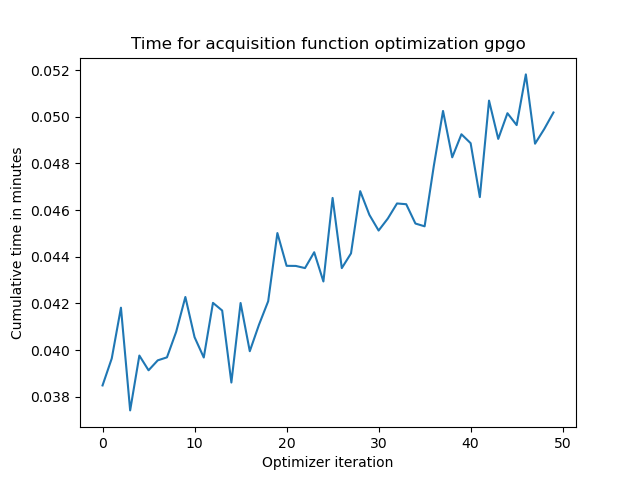 Time for acquisition function optimization gpgo
0.052
0.050
0.048
0.046
0.044
0.042
0.040
0.038
Cumulative time in minutes
0 10 20 30 40 50
Optimizer iteration